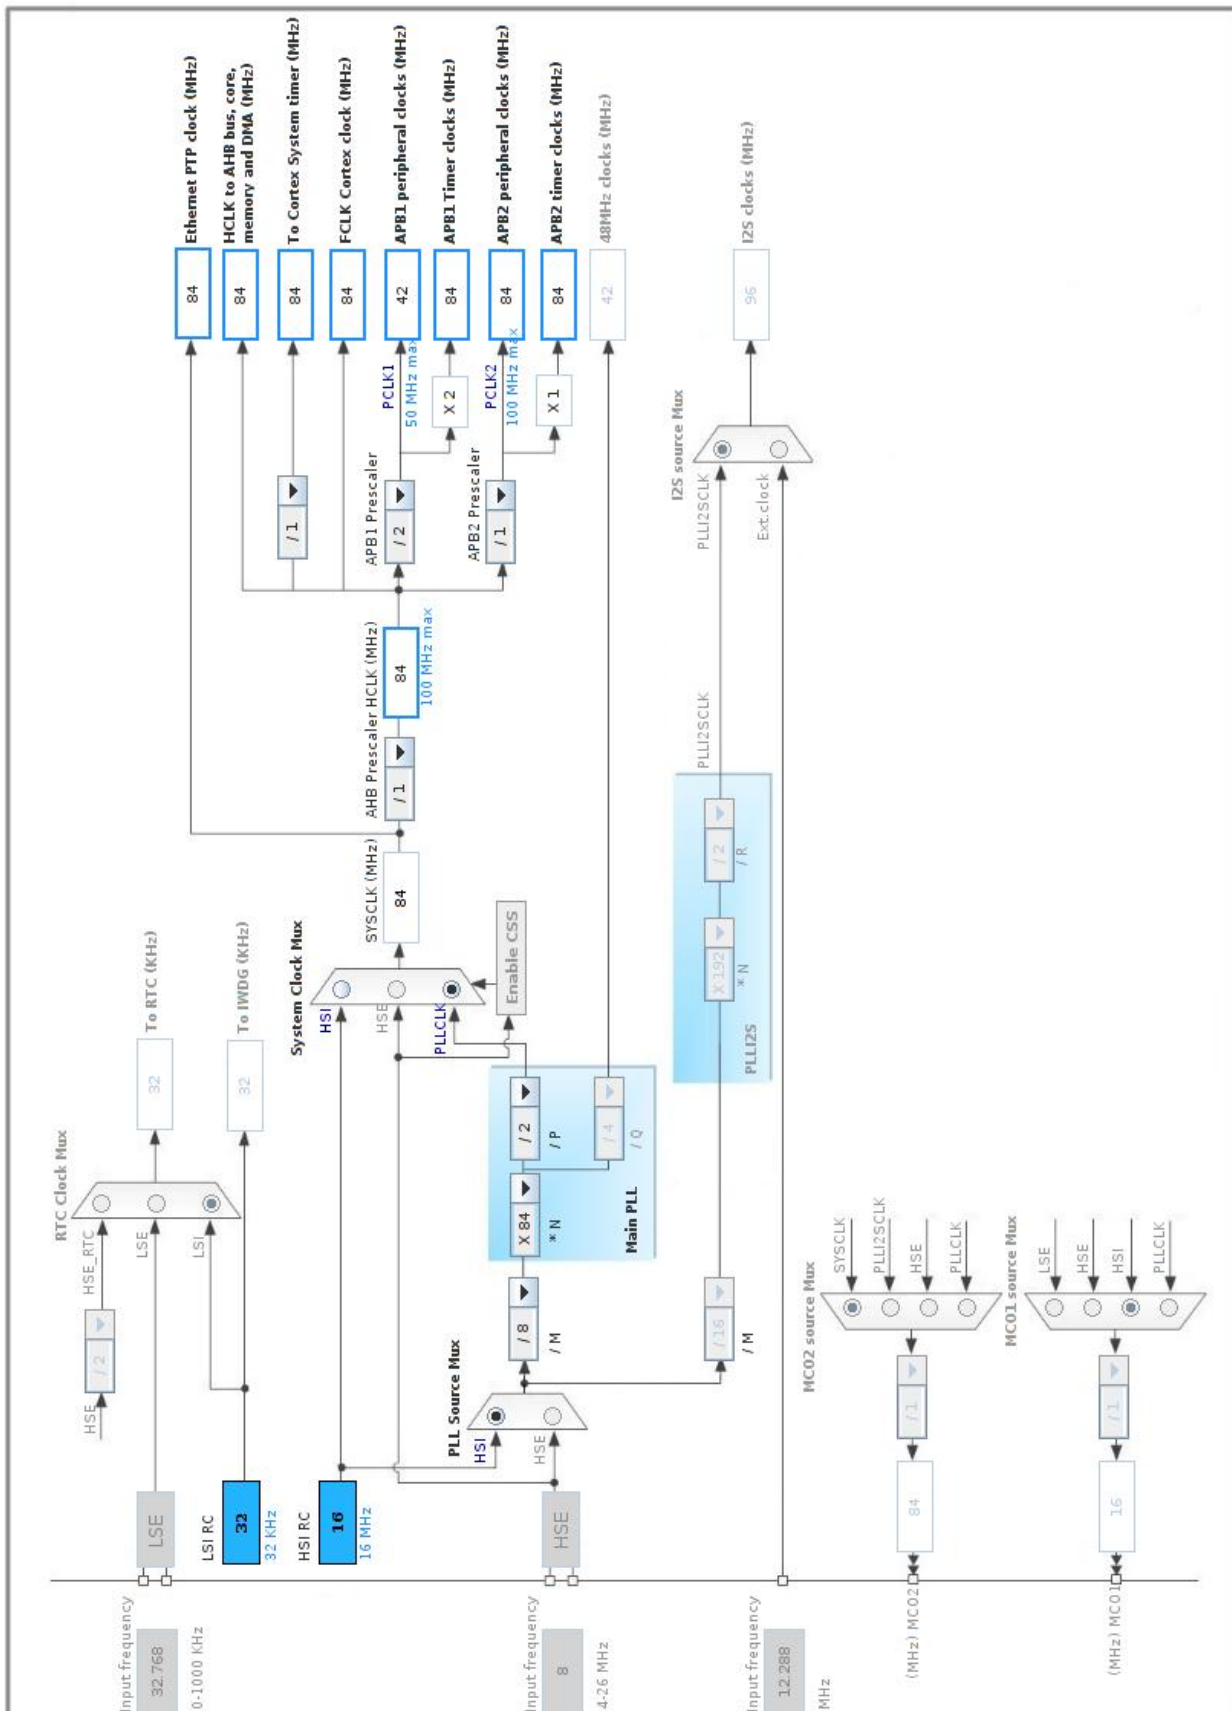 Input frequency
32.768
0-1000 KHz
LSE
LSI RC
32
32 KHz
HSI RC
16
16 MHz
Input frequency
8
4-26 MHz
HSE
Input frequency
12.288
MHz
HSE
/ 2
HSE_RTC
LSE
LSI
RTC Clock Mux
32
To RTC (KHz)
32
To IWDG (KHz)
PLL Source Mux
HSI
HSE
/ 8
/ M
X 84
* N
/ 2
/ P
/ 4
/ Q
Main PLL
/ 16
/ M
X 192
* N
/ 2
/ R
PLLI2S
PLLI2SCLK
System Clock Mux
HSI
HSE
PLLCLK
Enable CSS
SYSCLK (MHz)
84
AHB Prescaler
/ 1
HCLK (MHz)
84
100 MHz max
/ 1
APB1 Prescaler
/ 2
PCLK1
50 MHz max
X 2
APB2 Prescaler
/ 1
PCLK2
100 MHz max
X 1
84
Ethernet PTP clock (MHz)
84
HCLK to AHB bus, core,
memory and DMA (MHz)
84
To Cortex System timer (MHz)
84
FCLK Cortex clock (MHz)
42
APB1 peripheral clocks (MHz)
84
APB1 Timer clocks (MHz)
84
APB2 peripheral clocks (MHz)
84
APB2 timer clocks (MHz)
42
48MHz clocks (MHz)
I2S source Mux
PLLI2SCLK
Ext.clock
96
I2S clocks (MHz)
MCO2 source Mux
SYSCLK
PLLI2SCLK
HSE
PLLCLK
/ 1
84
(MHz) MCO2
MCO1 source Mux
LSE
HSE
HSI
PLLCLK
/ 1
16
(MHz) MCO1